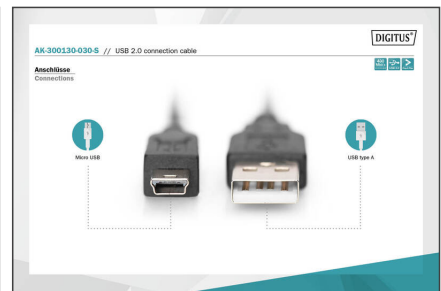 DIGITUS®
AK-300130-030-S // USB 2.0 connection cable
Anschlüsse
Connections
Micro USB
USB type A